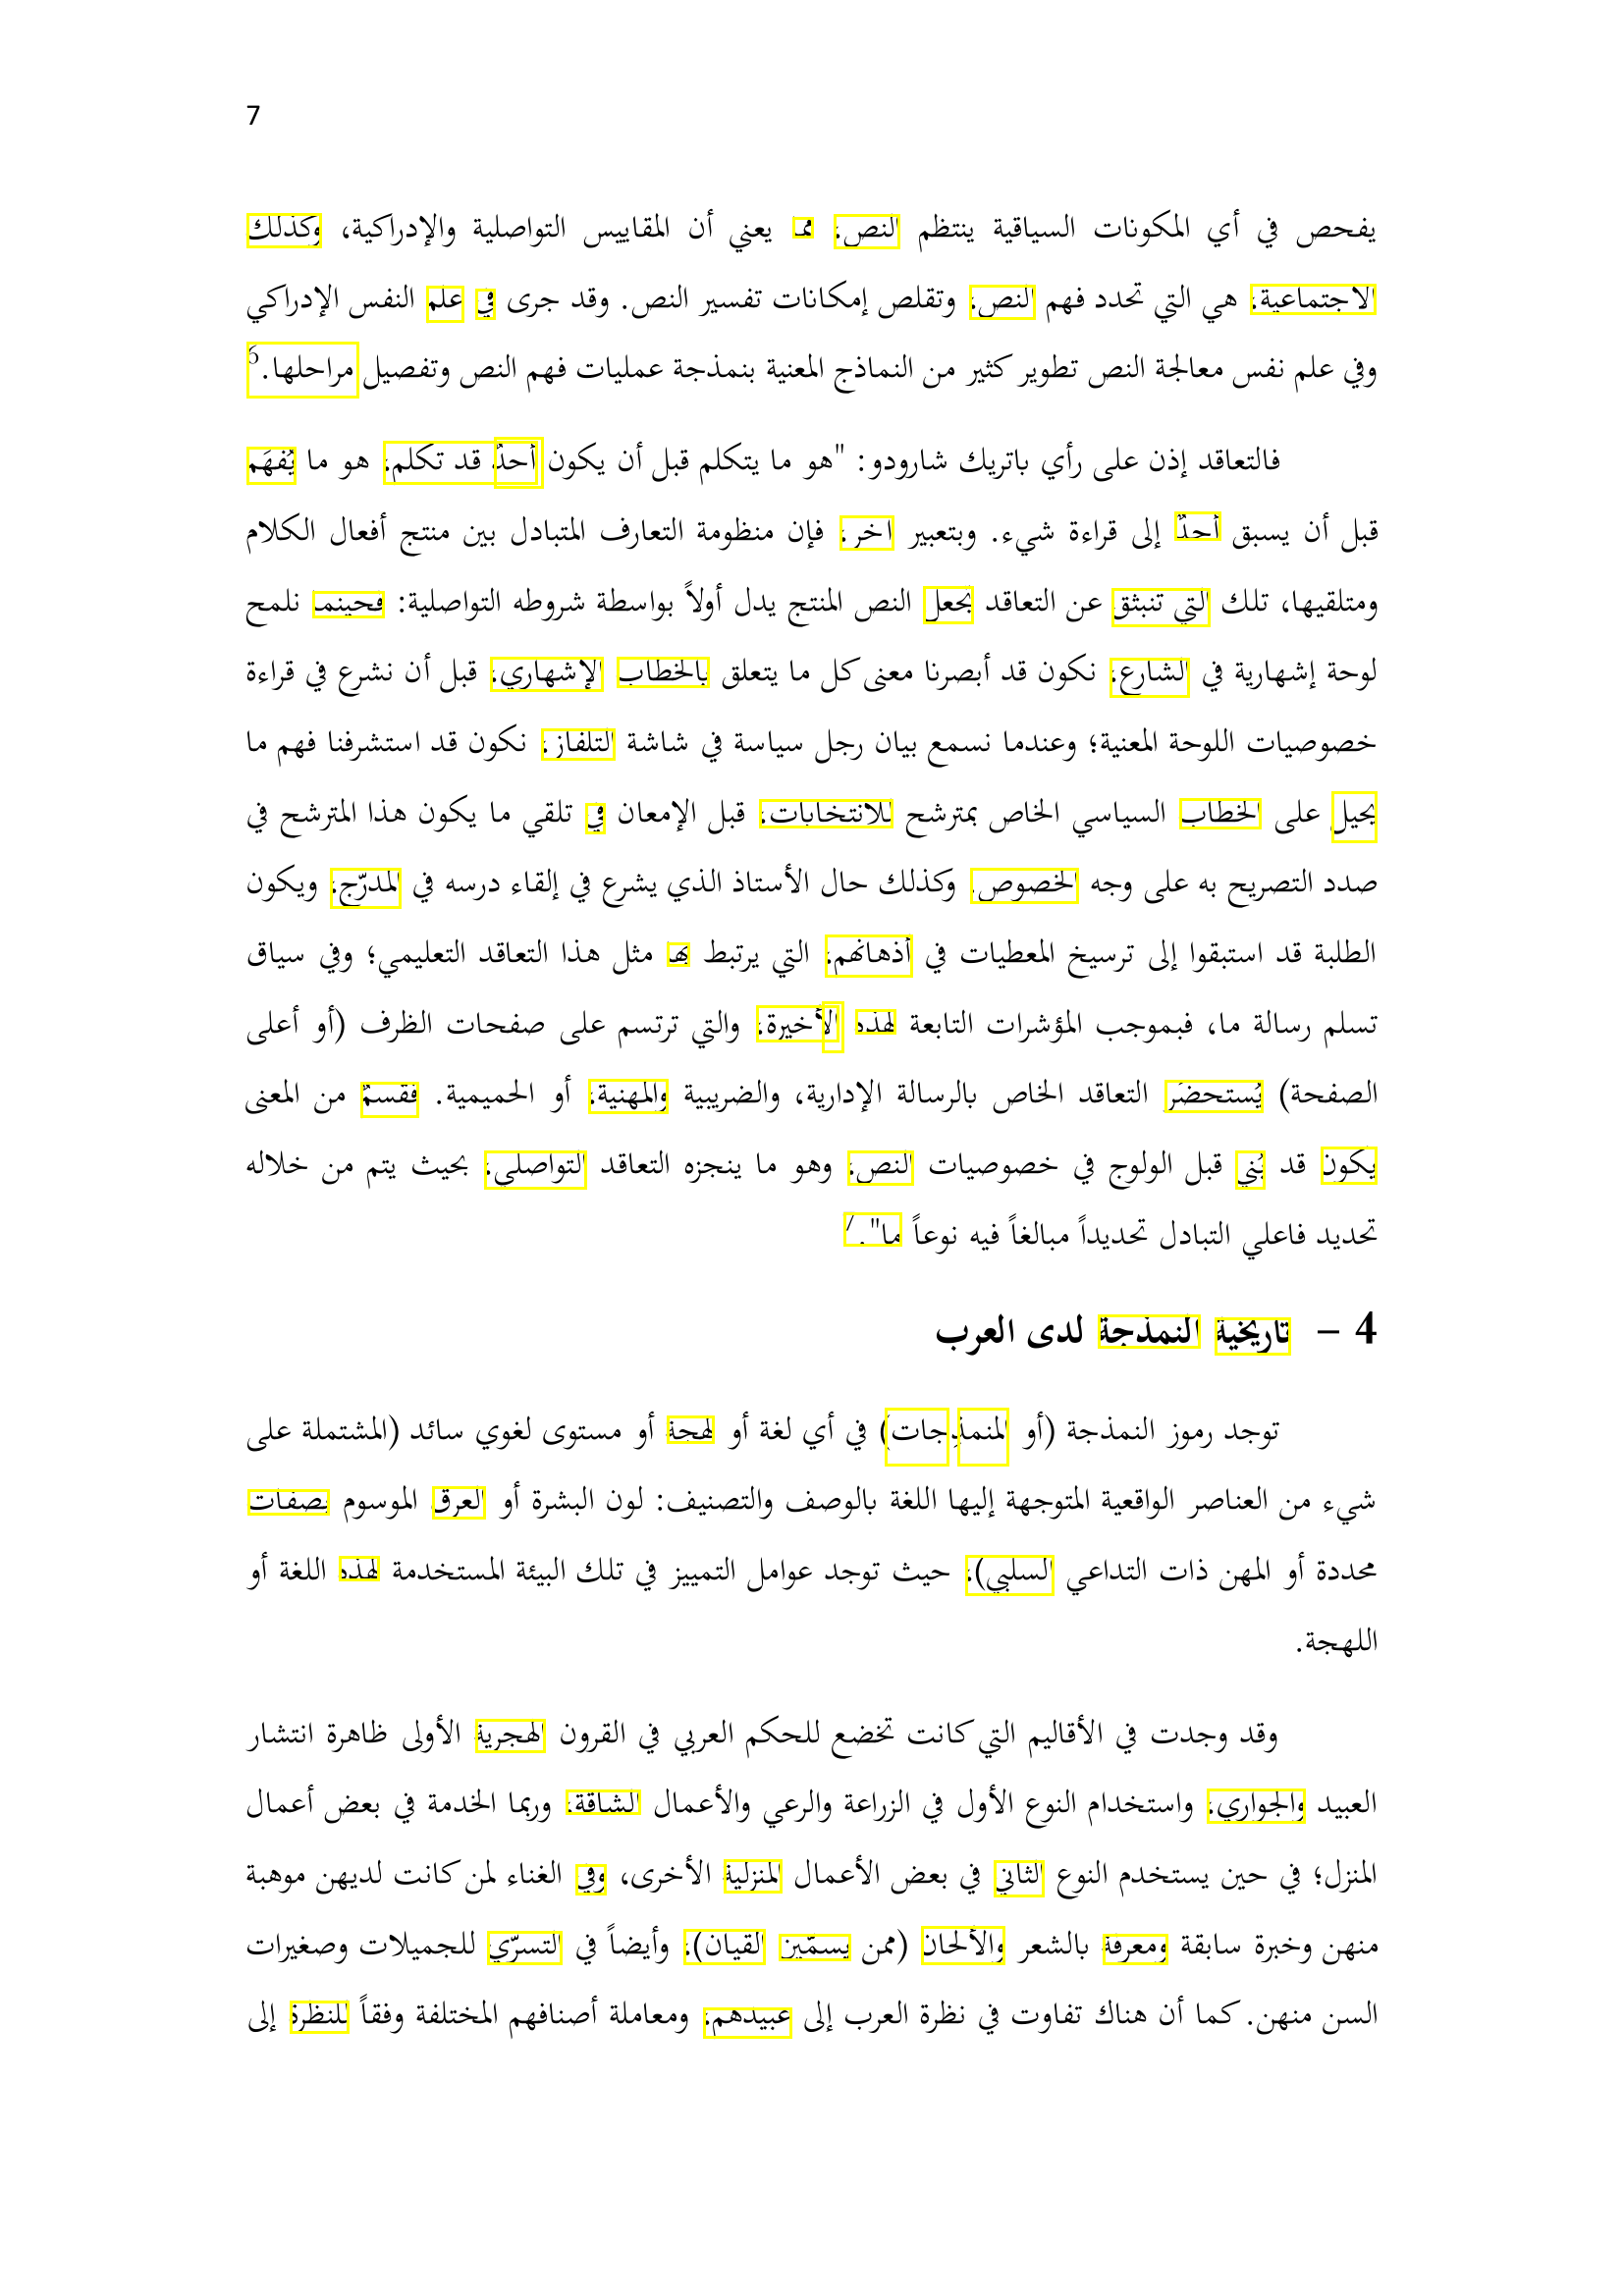 7
يفحص في أي المكونات السياقية ينتظم النص، مما يعني أن المقاييس التواصلية والإدراكية، وكذلك
الاجتماعية، هي التي تحدد فهم النص، وتقلص إمكانات تفسير النص. وقد جرى في علم النفس الإدراكي
وفي علم نفس معالجة النص تطوير كثير من النماذج المعنية بنمذجة عمليات فهم النص وتفصيل مراحلها.6
فالتعاقد إذن على رأي باتريك شارودو: "هو ما يتكلم قبل أن يكون أحدٌ قد تكلم، هو ما يُفهَم
قبل أن يسبق أحدٌ إلى قراءة شيء. وبتعبير آخر، فإن منظومة التعارف المتبادل بين منتج أفعال الكلام
ومتلقيها، تلك التي تنبثق عن التعاقد تجعل النص المنتج يدل أولاً بواسطة شروطه التواصلية: فحينما نلمح
لوحة إشهارية في الشارع، نكون قد أبصرنا معنى كل ما يتعلق بالخطاب الإشهاري، قبل أن نشرع في قراءة
خصوصيات اللوحة المعنية؛ وعندما نسمع بيان رجل سياسة في شاشة التلفاز، نكون قد استشرفنا فهم ما
يحيل على الخطاب السياسي الخاص بمترشح للانتخابات، قبل الإمعان في تلقي ما يكون هذا المترشح في
صدد التصريح به على وجه الخصوص. وكذلك حال الأستاذ الذي يشرع في إلقاء درسه في المدرّج، ويكون
الطلبة قد استبقوا إلى ترسيخ المعطيات في أذهانهم، التي يرتبط بها مثل هذا التعاقد التعليمي؛ وفي سياق
تسلم رسالة ما، فبموجب المؤشرات التابعة لهذه الأخيرة، والتي ترتسم على صفحات الظرف (أو أعلى
الصفحة) يُستحضَر التعاقد الخاص بالرسالة الإدارية، والضريبية والمهنية، أو الحميمية. فقسمٌ من المعنى
يكون قد بُني قبل الولوج في خصوصيات النص، وهو ما ينجزه التعاقد التواصلي، بحيث يتم من خلاله
تحديد فاعلي التبادل تحديداً مبالغاً فيه نوعاً ما".7
4 – تاريخية النمذجة لدى العرب
توجد رموز النمذجة (أو المنمذِجات) في أي لغة أو لهجة أو مستوى لغوي سائد (المشتملة على
شيء من العناصر الواقعية المتوجهة إليها اللغة بالوصف والتصنيف: لون البشرة أو العرق الموسوم بصفات
محددة أو المهن ذات التداعي السلبي)، حيث توجد عوامل التمييز في تلك البيئة المستخدمة لهذه اللغة أو
اللهجة.
وقد وجدت في الأقاليم التي كانت تخضع للحكم العربي في القرون الهجرية الأولى ظاهرة انتشار
العبيد والجواري، واستخدام النوع الأول في الزراعة والرعي والأعمال الشاقة، وربما الخدمة في بعض أعمال
المنزل؛ في حين يستخدم النوع الثاني في بعض الأعمال المنزلية الأخرى، وفي الغناء لمن كانت لديهن موهبة
منهن وخبرة سابقة ومعرفة بالشعر والألحان (ممن يسمّين القيان)، وأيضاً في التسرّي للجميلات وصغيرات
السن منهن. كما أن هناك تفاوت في نظرة العرب إلى عبيدهم، ومعاملة أصنافهم المختلفة وفقاً للنظرة إلى